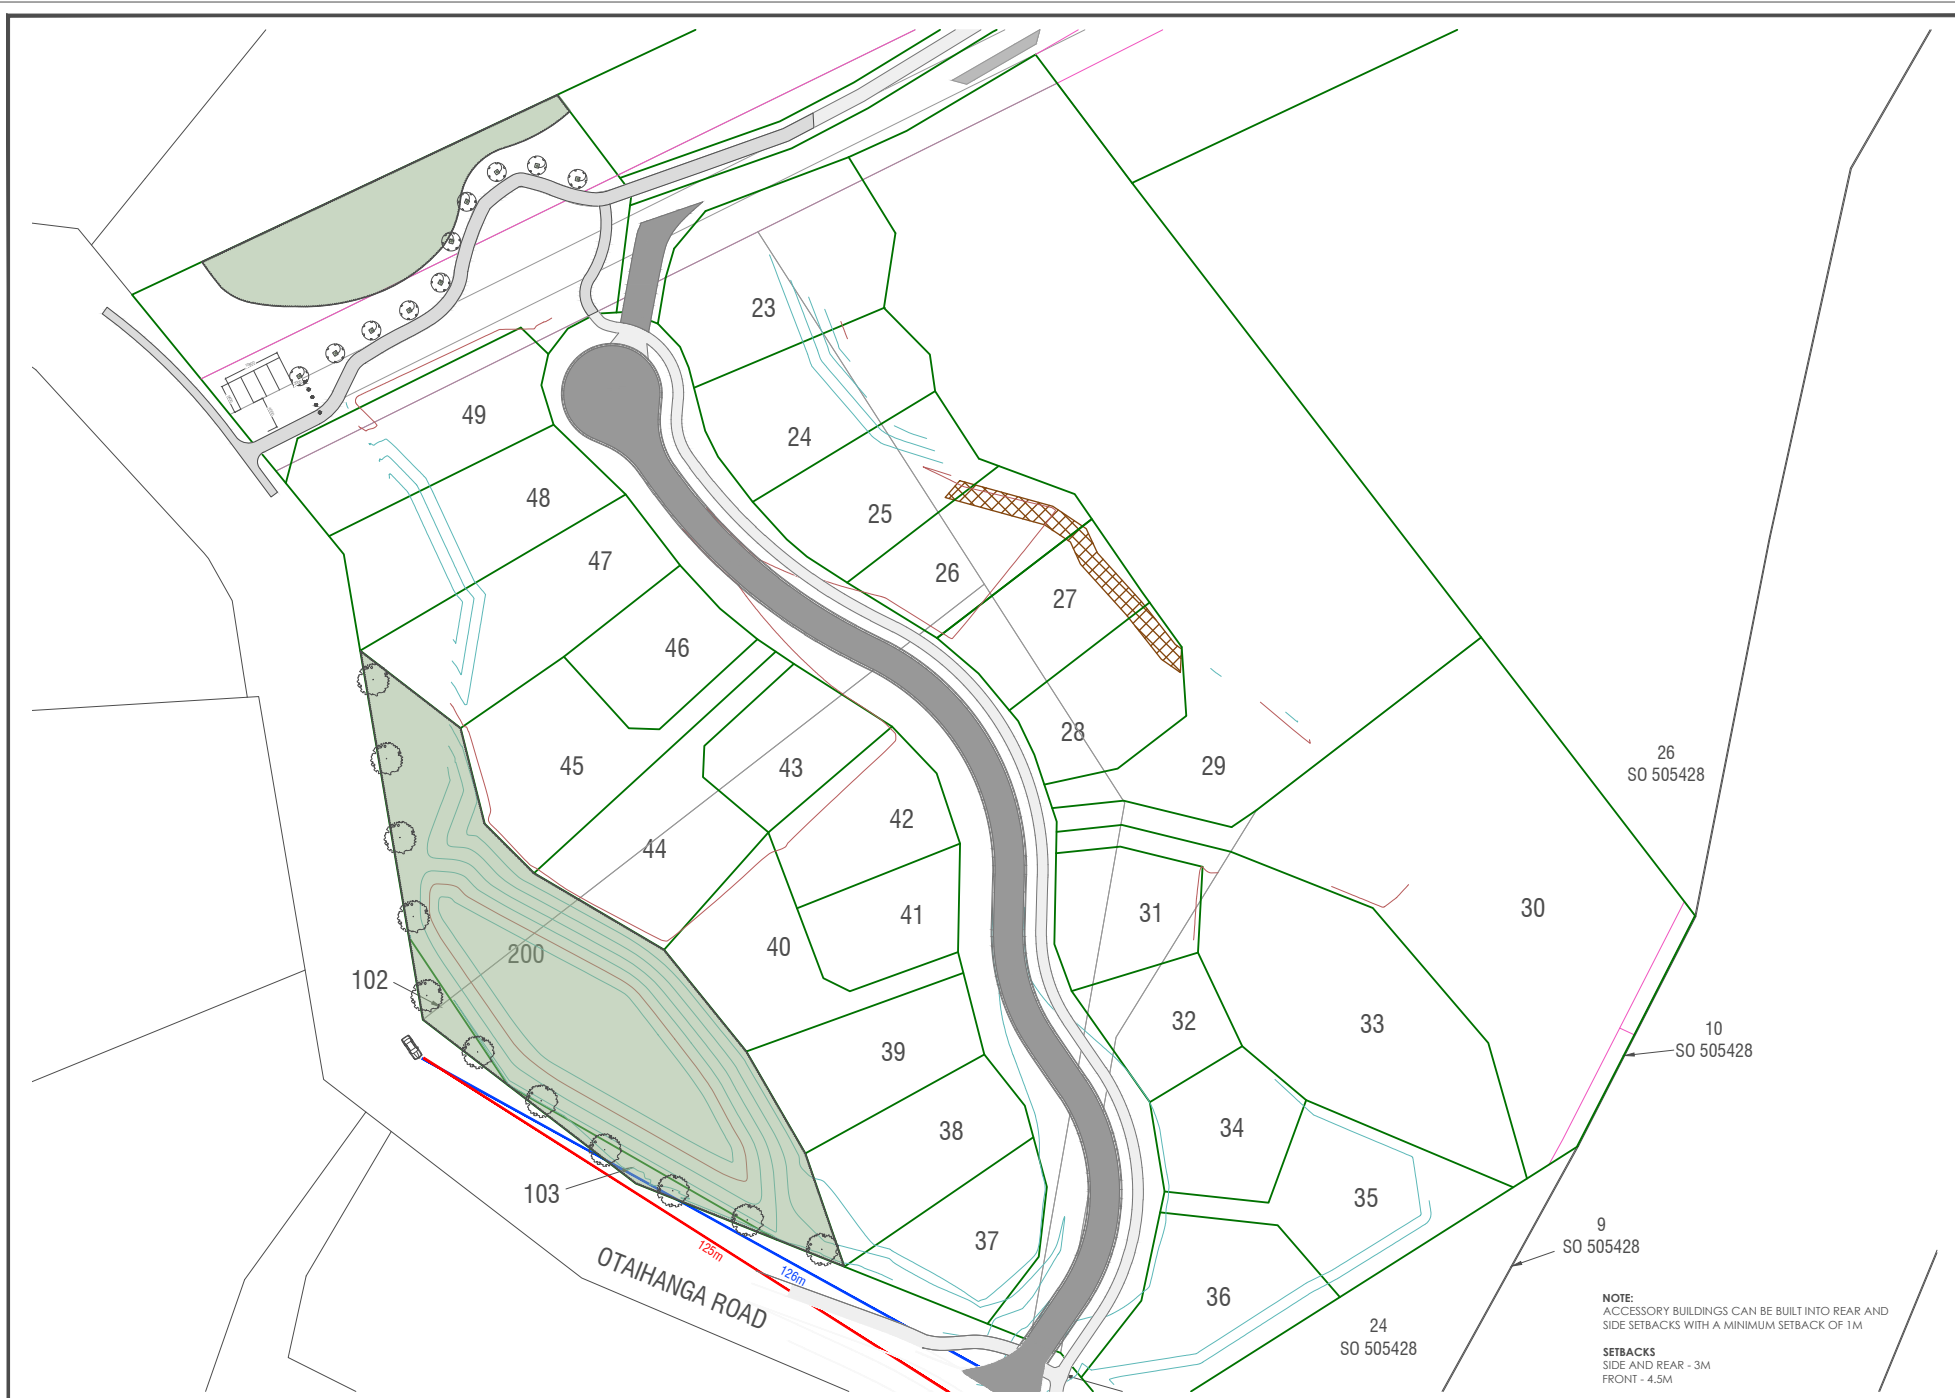 23
49
24
48
25
47
26
27
46
28
26
SO 505428
45
43
29
42
44
30
31
41
40
200
102
32
33
10
SO 505428
39
38
34
103
35
37
9
SO 505428
125m
126m
OTAIHANGA ROAD
36
24
SO 505428
NOTE:
ACCESSORY BUILDINGS CAN BE BUILT INTO REAR AND
SIDE SETBACKS WITH A MINIMUM SETBACK OF 1M
SETBACKS
SIDE AND REAR - 3M
FRONT - 4.5M